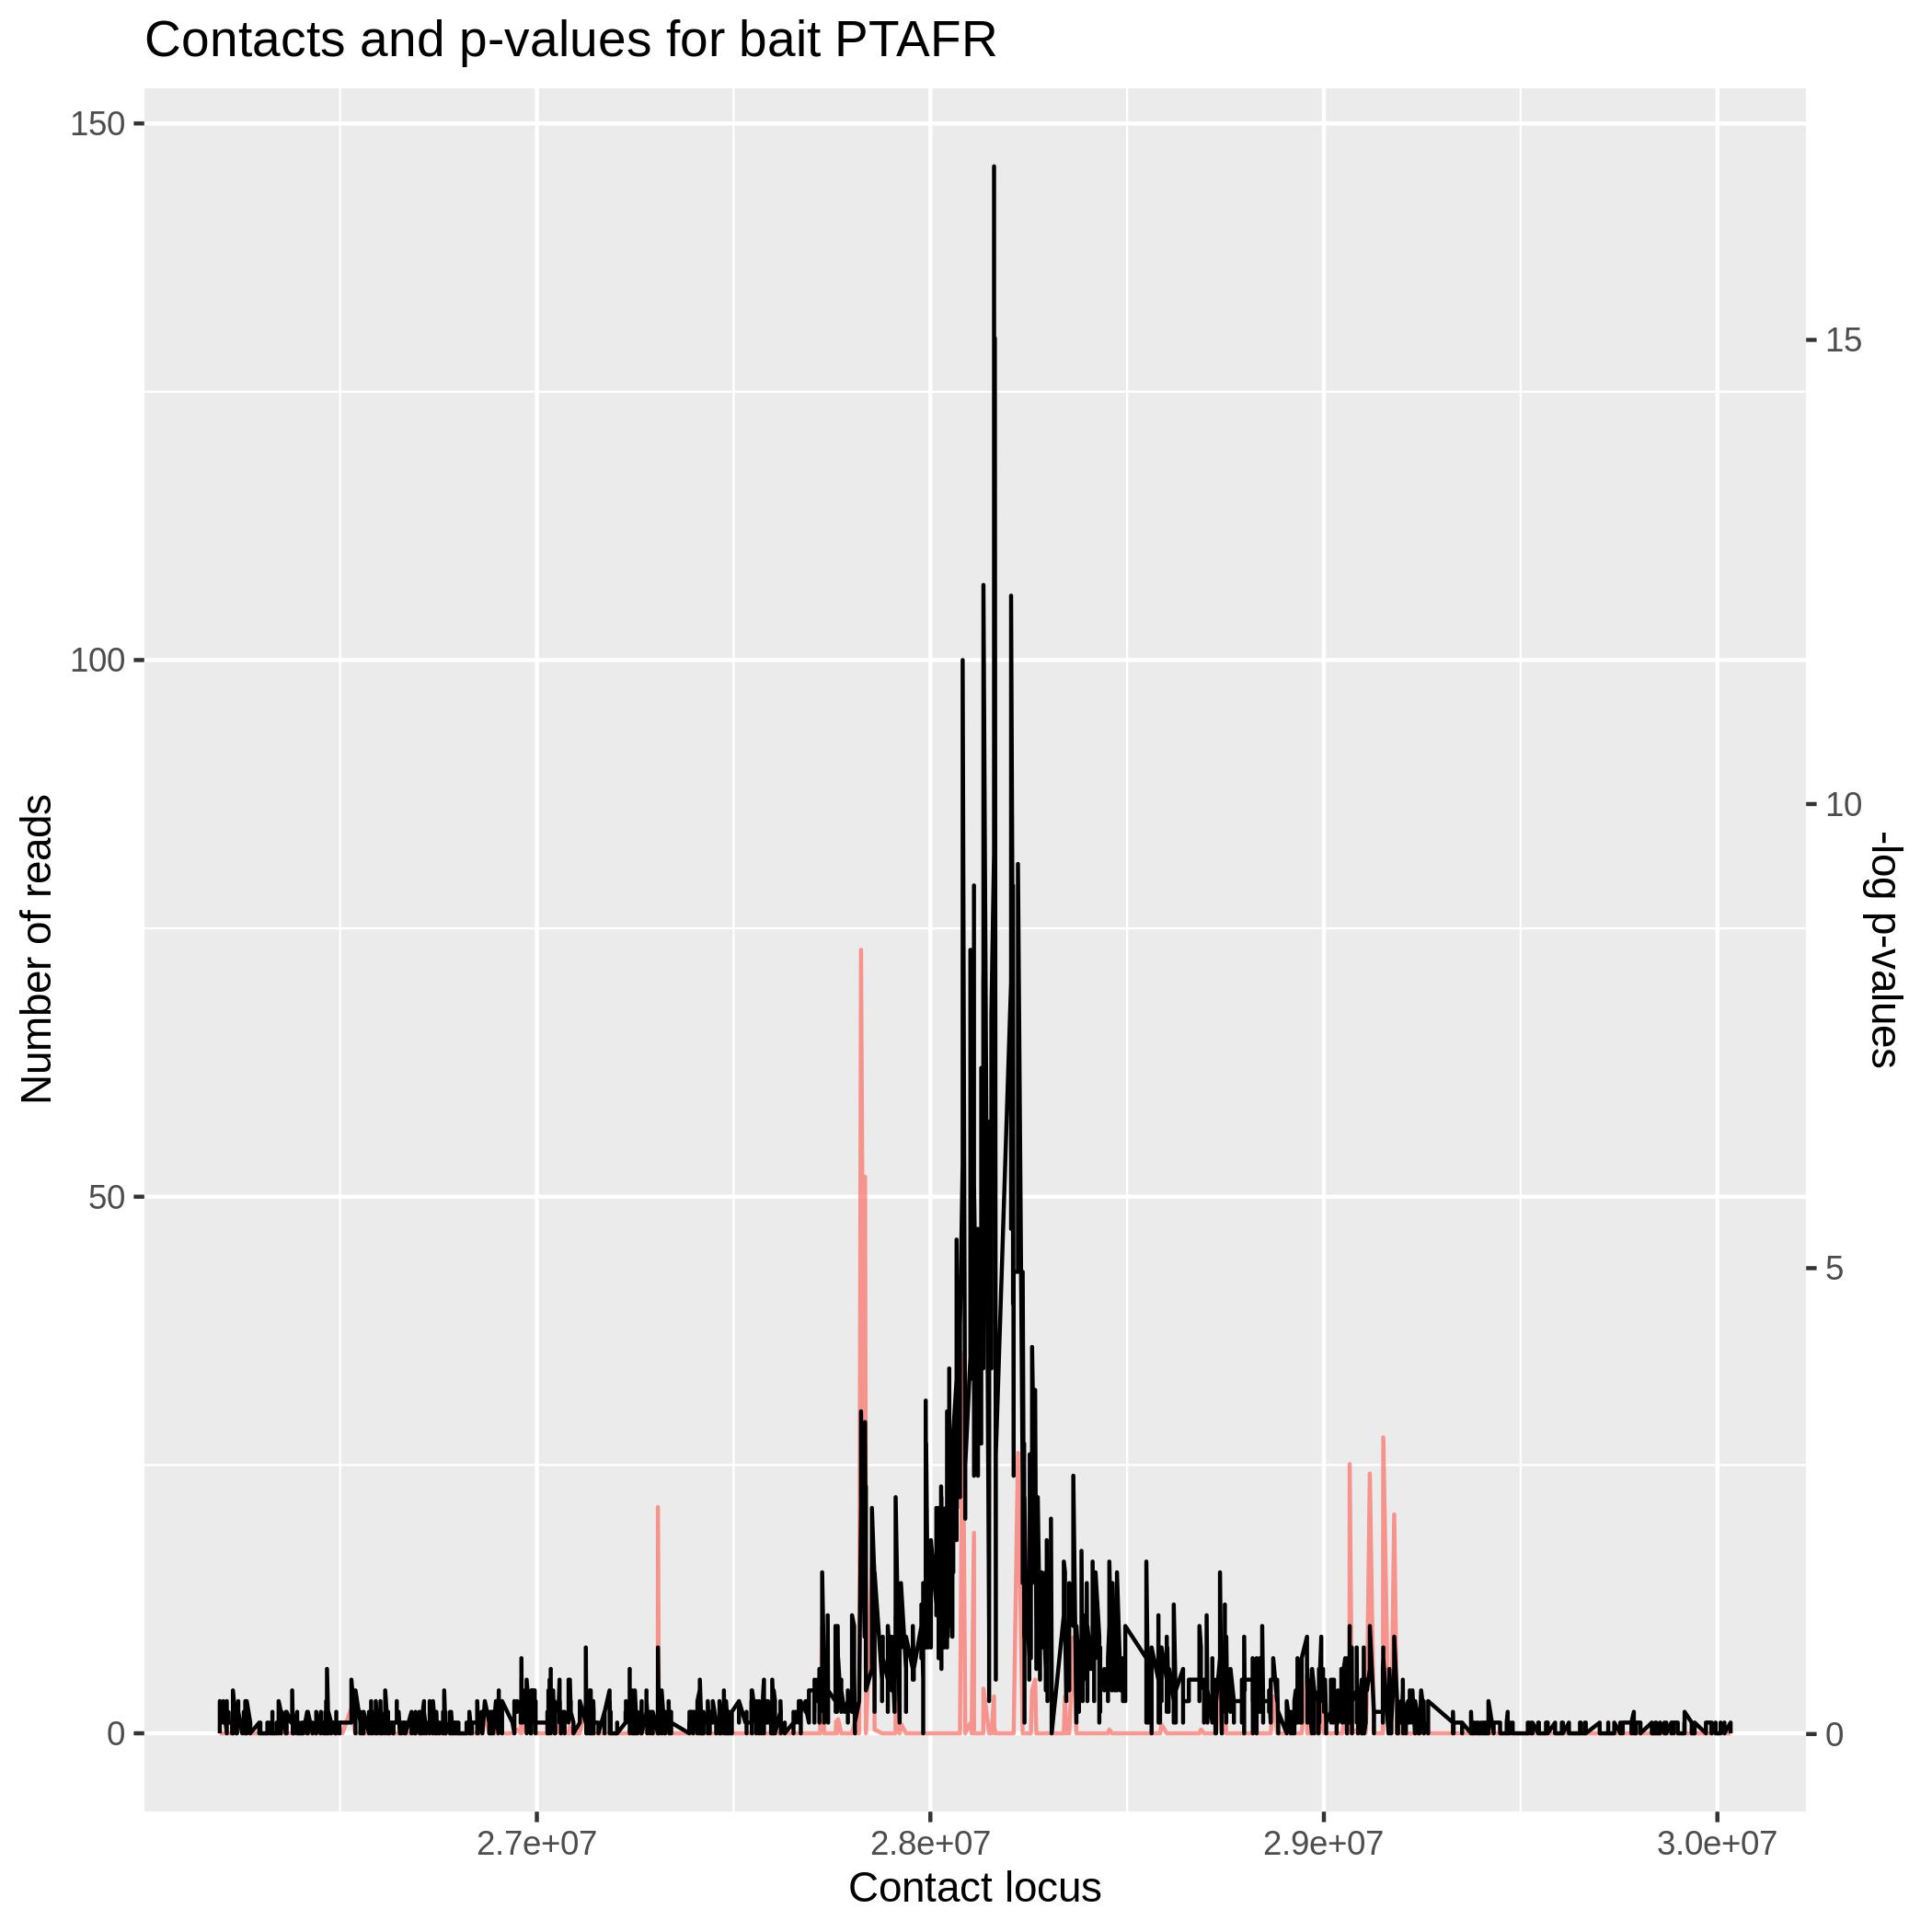 Contacts and p-values for bait PTAFR
150
100
50
0
Number of reads
15
10
5
0
-log p-values
2.7e+07
2.8e+07
2.9e+07
3.0e+07
Contact locus